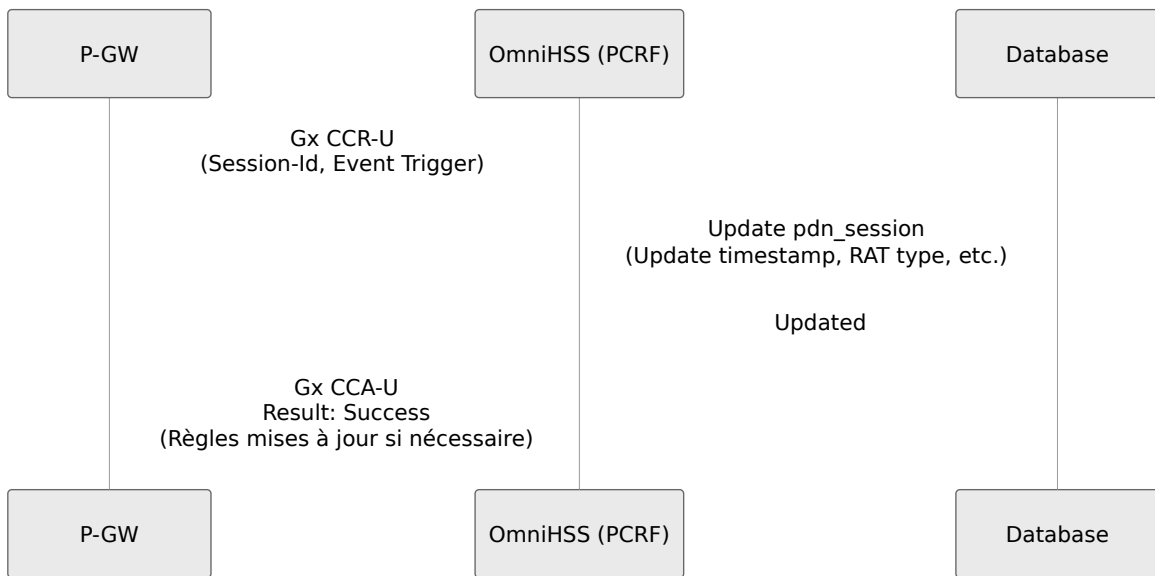 P-GW
OmniHSS (PCRF)
Database
Gx CCR-U
(Session-Id, Event Trigger)
Update pdn_session
(Update timestamp, RAT type, etc.)
Updated
Gx CCA-U
Result: Success
(Règles mises à jour si nécessaire)
P-GW
OmniHSS (PCRF)
Database